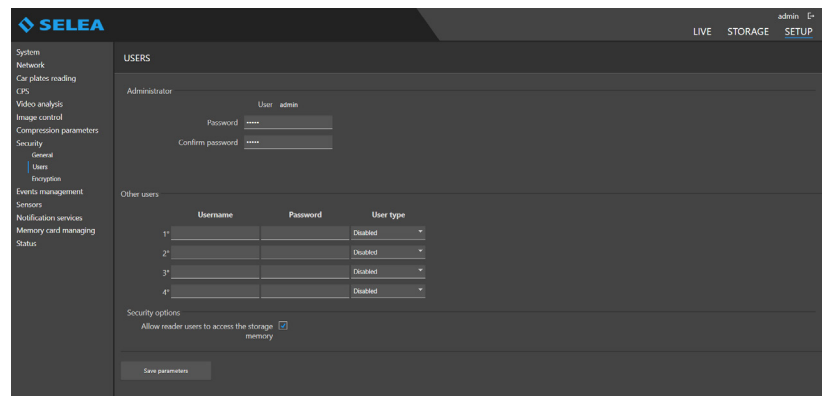 SELEA
admin
LIVE STORAGE SETUP
System
Network
Car plates reading
CPS
Video analysis
Image control
Compression parameters
Security
General
Users
Encryption
Events management
Sensors
Notification services
Memory card managing
Status
USERS
Administrator
User admin
Password •••••
Confirm password •••••
Other users
Username Password User type
1° Disabled
2° Disabled
3° Disabled
4° Disabled
Security options
Allow reader users to access the storage
memory
Save parameters